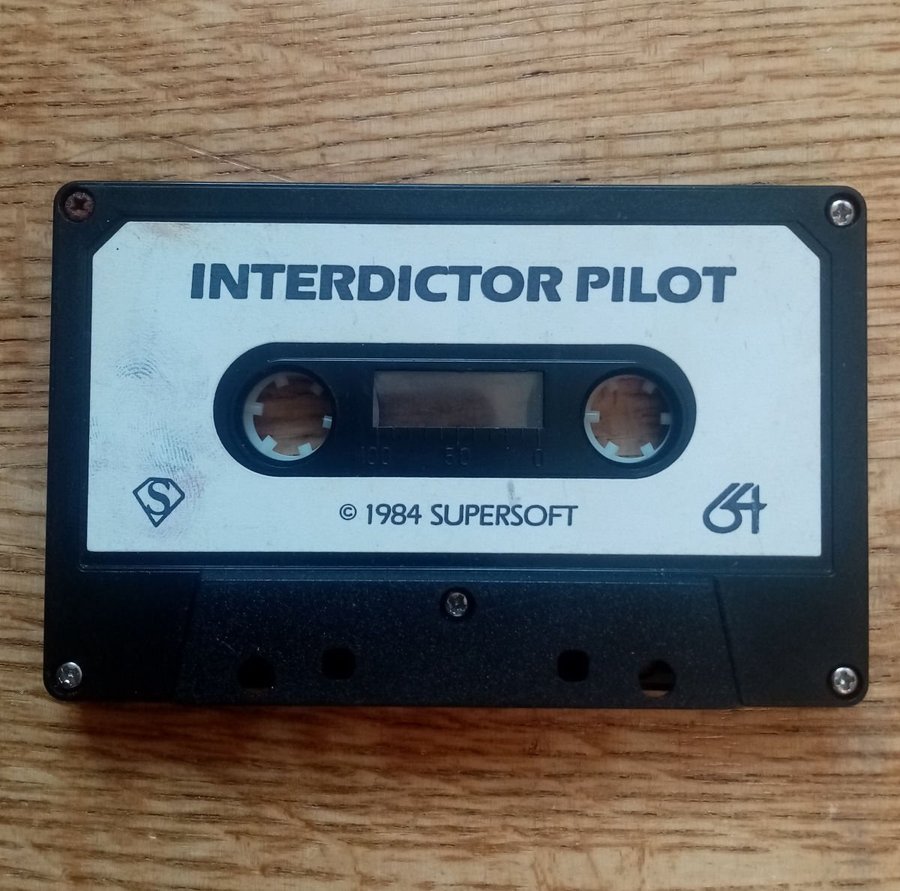 INTERDICTOR PILOT
100 50 0
S
© 1984 SUPERSOFT
64